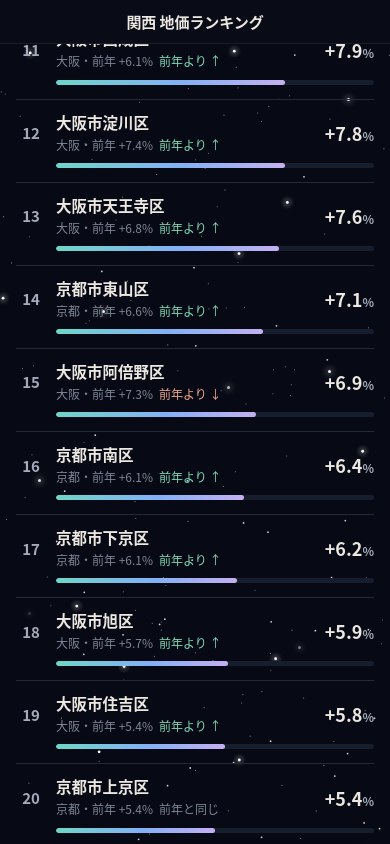 関西 地価ランキング
11
大阪・前年 +6.1% 前年より ↑
+7.9%
12
大阪市淀川区
大阪・前年 +7.4% 前年より ↑
+7.8%
13
大阪市天王寺区
大阪・前年 +6.8% 前年より ↑
+7.6%
14
京都市東山区
京都・前年 +6.6% 前年より ↑
+7.1%
15
大阪市阿倍野区
大阪・前年 +7.3% 前年より ↓
+6.9%
16
京都市南区
京都・前年 +6.1% 前年より ↑
+6.4%
17
京都市下京区
京都・前年 +6.1% 前年より ↑
+6.2%
18
大阪市旭区
大阪・前年 +5.7% 前年より ↑
+5.9%
19
大阪市住吉区
大阪・前年 +5.4% 前年より ↑
+5.8%
20
京都市上京区
京都・前年 +5.4% 前年と同じ
+5.4%